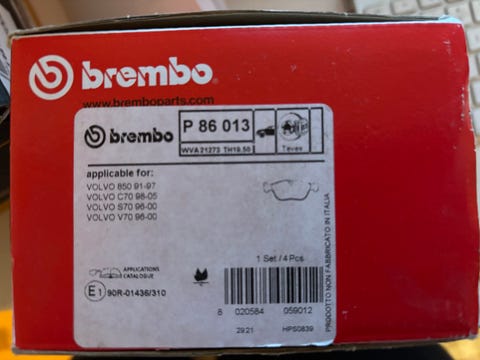 brembo
www.bremboparts.com
brembo
P 86 013
WVA 21273 TH19.50
Teves
applicable for:
VOLVO 850 91-97
VOLVO C70 98-05
VOLVO S70 96-00
VOLVO V70 96-00
1 Set / 4 Pcs
APPLICATIONS
CATALOGUE
E1 90R-01436/310
8 020584 059012
2921 HPS0839
PRODOTTO NON FABBRICATO IN ITALIA